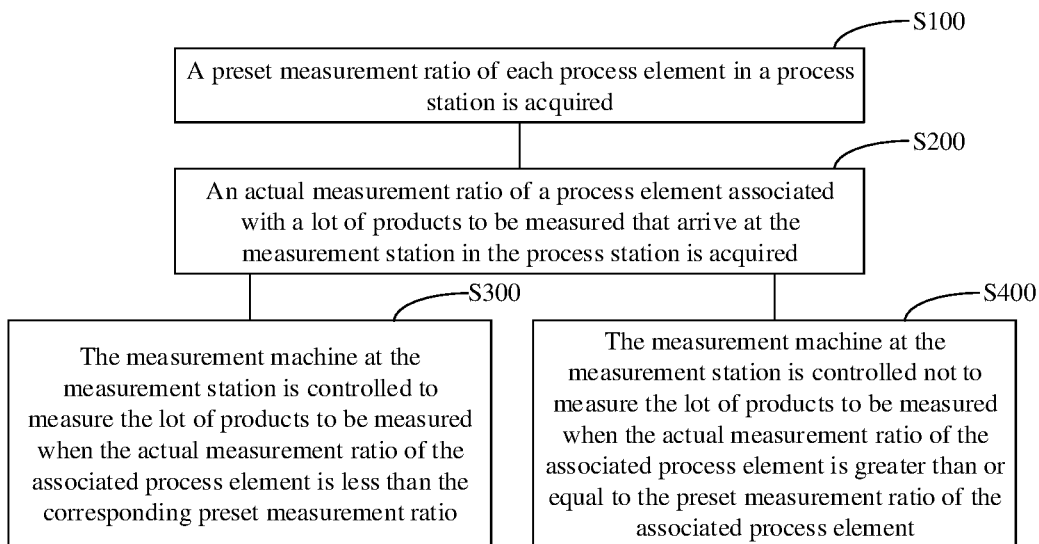 S100
A preset measurement ratio of each process element in a process
station is acquired
S200
An actual measurement ratio of a process element associated
with a lot of products to be measured that arrive at the
measurement station in the process station is acquired
S300
The measurement machine at the
measurement station is controlled to
measure the lot of products to be measured
when the actual measurement ratio of the
associated process element is less than the
corresponding preset measurement ratio
S400
The measurement machine at the
measurement station is controlled not to
measure the lot of products to be measured
when the actual measurement ratio of the
associated process element is greater than or
equal to the preset measurement ratio of the
associated process element